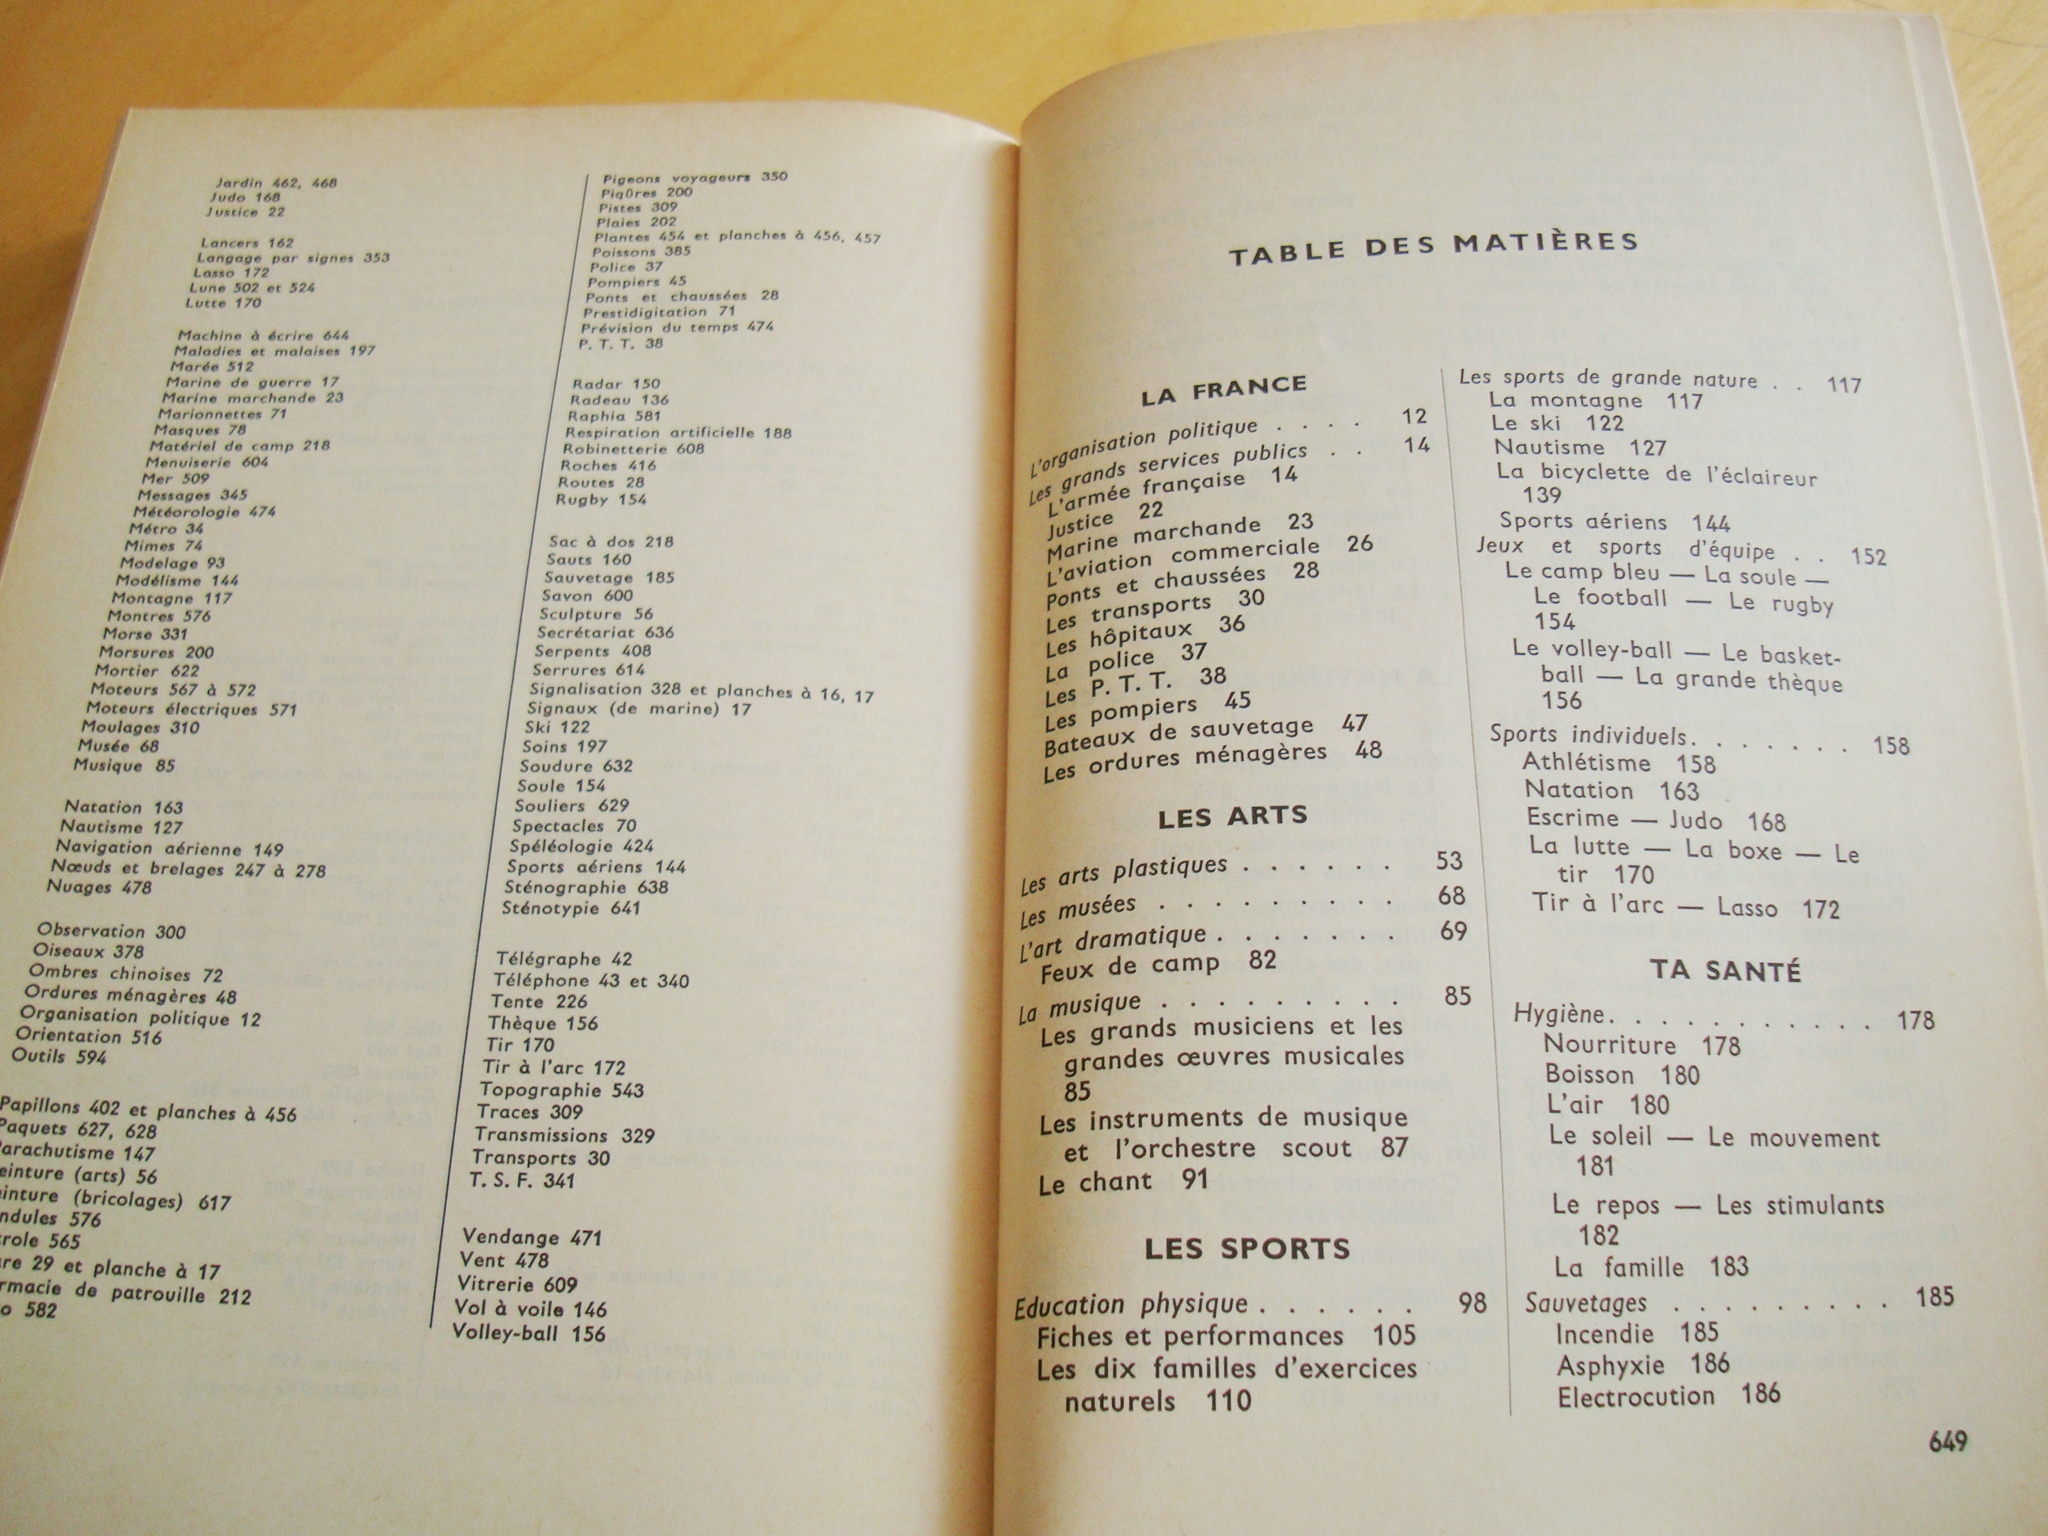 Jardin 462, 468
Judo 168
Justice 22
Lancers 162
Langage par signes 353
Lasso 172
Lune 502 et 524
Lutte 170
Machine à écrire 644
Maladies et malaises 197
Marée 512
Marine de guerre 17
Marine marchande 23
Marionnettes 71
Masques 78
Matériel de camp 218
Menuiserie 604
Mer 509
Messages 345
Météorologie 474
Métro 34
Mimes 74
Modelage 93
Modélisme 144
Montagne 117
Montres 576
Morse 331
Morsures 200
Mortier 622
Moteurs 567 à 572
Moteurs électriques 571
Moulages 310
Musée 68
Musique 85
Natation 163
Nautisme 127
Navigation aérienne 149
Nœuds et brelages 247 à 278
Nuages 478
Observation 300
Oiseaux 378
Ombres chinoises 72
Ordures ménagères 48
Organisation politique 12
Orientation 516
Outils 594
Papillons 402 et planches à 456
Paquets 627, 628
arachutisme 147
einture (arts) 56
inture (bricolages) 617
ndules 576
role 565
re 29 et planche à 17
rmacie de patrouille 212
o 582
Pigeons voyageurs 350
Piqûres 200
Pistes 309
Plaies 202
Plantes 454 et planches à 456, 457
Poissons 385
Police 37
Pompiers 45
Ponts et chaussées 28
Prestidigitation 71
Prévision du temps 474
P. T. T. 38
Radar 150
Radeau 136
Raphia 581
Respiration artificielle 188
Robinetterie 608
Roches 416
Routes 28
Rugby 154
Sac à dos 218
Sauts 160
Sauvetage 185
Savon 600
Sculpture 56
Secrétariat 636
Serpents 408
Serrures 614
Signalisation 328 et planches à 16, 17
Signaux (de marine) 17
Ski 122
Soins 197
Soudure 632
Soule 154
Souliers 629
Spectacles 70
Spéléologie 424
Sports aériens 144
Sténographie 638
Sténotypie 641
Télégraphe 42
Téléphone 43 et 340
Tente 226
Thèque 156
Tir 170
Tir à l'arc 172
Topographie 543
Traces 309
Transmissions 329
Transports 30
T. S. F. 341
Vendange 471
Vent 478
Vitrerie 609
Vol à voile 146
Volley-ball 156
TABLE DES MATIÈRES
LA FRANCE
L'organisation politique . . . . 12
Les grands services publics . . 14
L'armée française 14
Justice 22
Marine marchande 23
L'aviation commerciale 26
Ponts et chaussées 28
Les transports 30
Les hôpitaux 36
La police 37
Les P. T. T. 38
Les pompiers 45
Bateaux de sauvetage 47
Les ordures ménagères 48
LES ARTS
Les arts plastiques . . . . . . 53
Les musées . . . . . . . . . 68
L'art dramatique . . . . . . . 69
Feux de camp 82
La musique . . . . . . . . . 85
Les grands musiciens et les
grandes œuvres musicales
85
Les instruments de musique
et l'orchestre scout 87
Le chant 91
LES SPORTS
Education physique . . . . . . 98
Fiches et performances 105
Les dix familles d'exercices
naturels 110
Les sports de grande nature . . 117
La montagne 117
Le ski 122
Nautisme 127
La bicyclette de l'éclaireur
139
Sports aériens 144
Jeux et sports d'équipe . . 152
Le camp bleu — La soule —
Le football — Le rugby
154
Le volley-ball — Le basket-
ball — La grande thèque
156
Sports individuels . . . . . . . 158
Athlétisme 158
Natation 163
Escrime — Judo 168
La lutte — La boxe — Le
tir 170
Tir à l'arc — Lasso 172
TA SANTÉ
Hygiène . . . . . . . . . . . 178
Nourriture 178
Boisson 180
L'air 180
Le soleil — Le mouvement
181
Le repos — Les stimulants
182
La famille 183
Sauvetages . . . . . . . . . 185
Incendie 185
Asphyxie 186
Electrocution 186
649